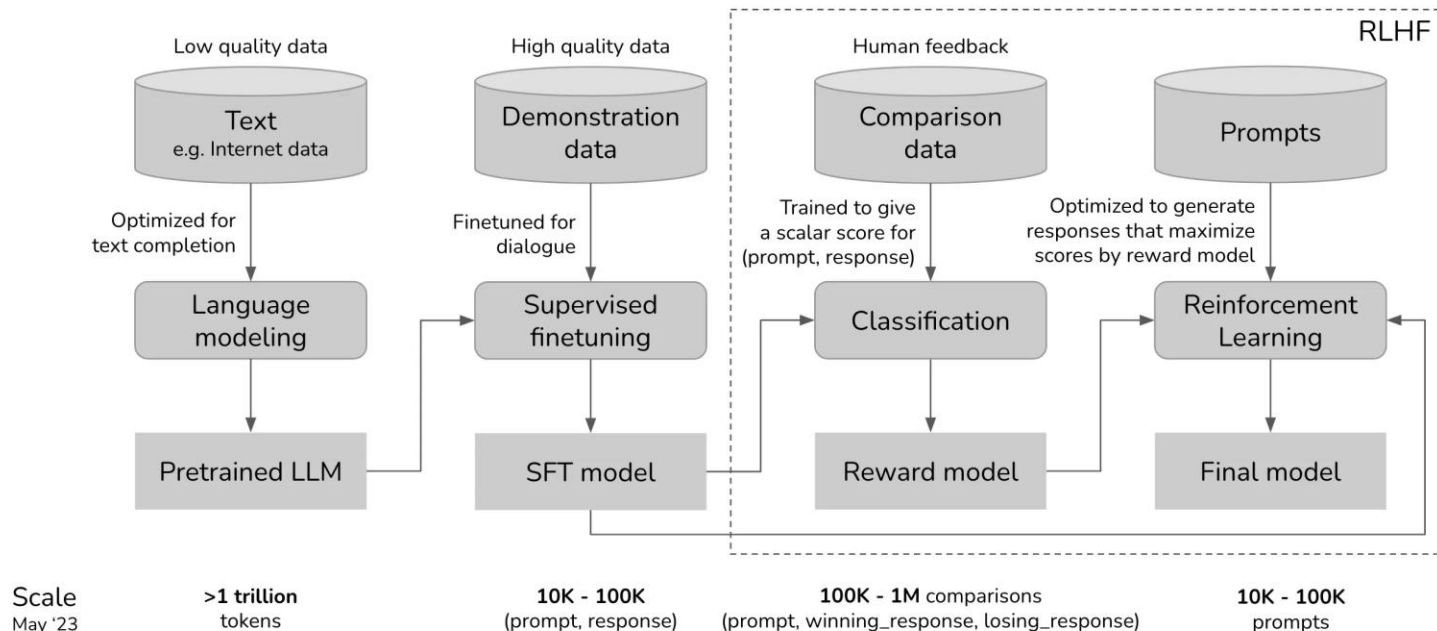 RLHF
Low quality data
High quality data
Human feedback
Text
e.g. Internet data
Demonstration
data
Comparison
data
Prompts
Optimized for
text completion
Finetuned for
dialogue
Trained to give
a scalar score for
(prompt, response)
Optimized to generate
responses that maximize
scores by reward model
Language
modeling
Supervised
finetuning
Classification
Reinforcement
Learning
Pretrained LLM
SFT model
Reward model
Final model
Scale
May ‘23
>1 trillion
tokens
10K - 100K
(prompt, response)
100K - 1M comparisons
(prompt, winning_response, losing_response)
10K - 100K
prompts